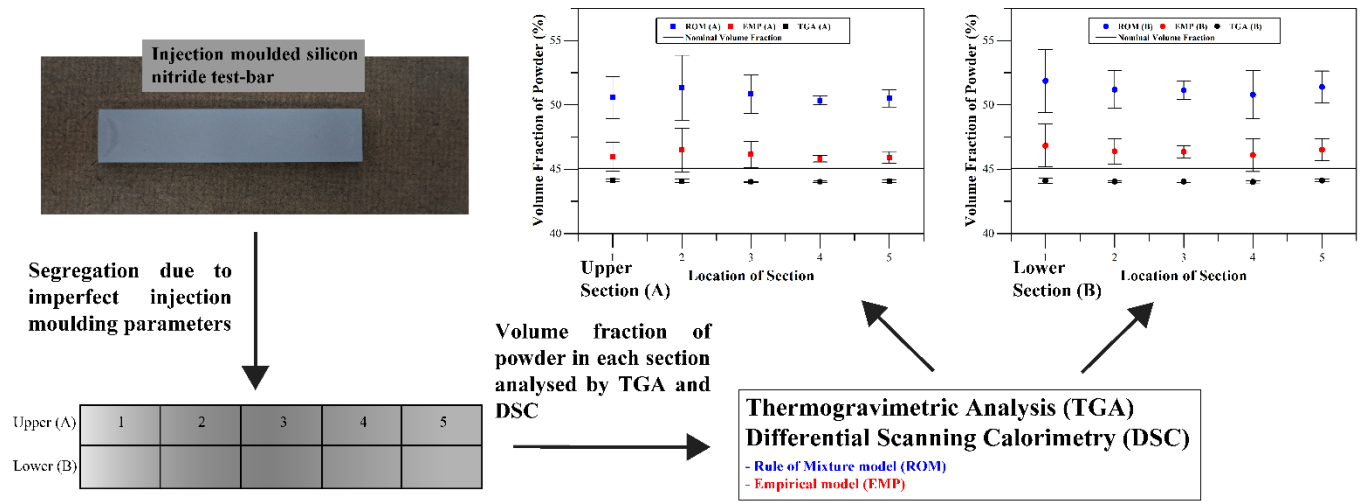 Injection moulded silicon
nitride test-bar
Segregation due to
imperfect injection
moulding parameters
Upper (A) 1 2 3 4 5
Lower (B)
Volume fraction of
powder in each section
analysed by TGA and
DSC
Thermogravimetric Analysis (TGA)
Differential Scanning Calorimetry (DSC)
- Rule of Mixture model (ROM)
- Empirical model (EMP)
Volume Fraction of Powder (%)
ROM (A) EMP (A) TGA (A)
Nominal Volume Fraction
55
50
45
40
1 2 3 4 5
Upper
Section (A)
Location of Section
Volume Fraction of Powder (%)
ROM (B) EMP (B) TGA (B)
Nominal Volume Fraction
55
50
45
40
1 2 3 4 5
Lower
Section (B)
Location of Section